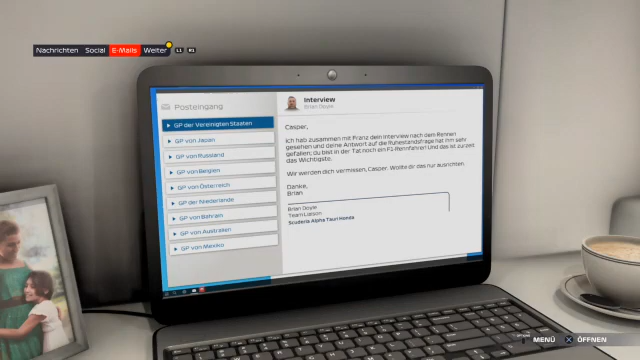 Nachrichten Social E-Mails Weiter L1 R1
Posteingang
GP der Vereinigten Staaten
GP von Japan
GP von Russland
GP von Belgien
GP von Österreich
GP der Niederlande
GP von Bahrain
GP von Australien
GP von Mexiko
Interview
Brian Doyle
Casper,
Ich hab zusammen mit Franz dein Interview nach dem Rennen
gesehen und deine Antwort auf die Ruhestandsfrage hat ihm sehr
gefallen; du bist in der Tat noch ein F1-Rennfahrer! Und das ist zurzeit
das Wichtigste.
Wir werden dich vermissen, Casper. Wollte dir das nur ausrichten.
Danke,
Brian
Brian Doyle
Team Liaison
Scuderia Alpha Tauri Honda
OPTIONS MENÜ ÖFFNEN